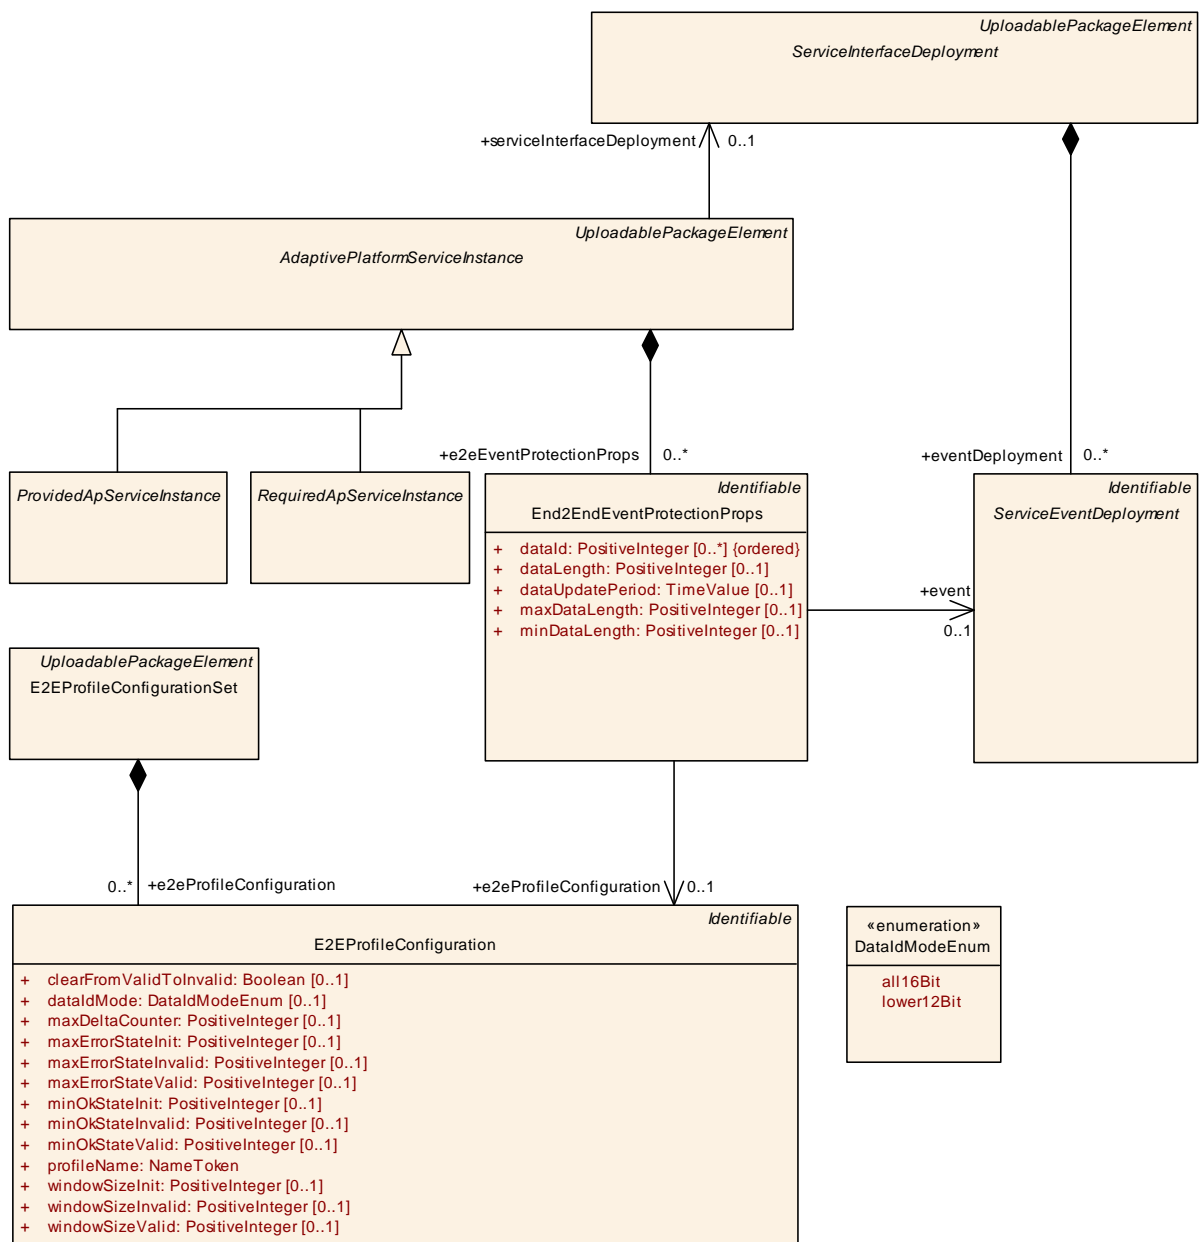 UploadablePackageElement
ServiceInterfaceDeployment
+serviceInterfaceDeployment
0..1
UploadablePackageElement
AdaptivePlatformServiceInstance
+e2eEventProtectionProps
0..*
+eventDeployment
0..*
ProvidedApServiceInstance
RequiredApServiceInstance
Identifiable
End2EndEventProtectionProps
+ dataId: PositiveInteger [0..*] {ordered}
+ dataLength: PositiveInteger [0..1]
+ dataUpdatePeriod: TimeValue [0..1]
+ maxDataLength: PositiveInteger [0..1]
+ minDataLength: PositiveInteger [0..1]
Identifiable
ServiceEventDeployment
+event
0..1
UploadablePackageElement
E2EProfileConfigurationSet
0..*
+e2eProfileConfiguration
+e2eProfileConfiguration
0..1
Identifiable
E2EProfileConfiguration
+ clearFromValidToInvalid: Boolean [0..1]
+ dataIdMode: DataIdModeEnum [0..1]
+ maxDeltaCounter: PositiveInteger [0..1]
+ maxErrorStateInit: PositiveInteger [0..1]
+ maxErrorStateInvalid: PositiveInteger [0..1]
+ maxErrorStateValid: PositiveInteger [0..1]
+ minOkStateInit: PositiveInteger [0..1]
+ minOkStateInvalid: PositiveInteger [0..1]
+ minOkStateValid: PositiveInteger [0..1]
+ profileName: NameToken
+ windowSizeInit: PositiveInteger [0..1]
+ windowSizeInvalid: PositiveInteger [0..1]
+ windowSizeValid: PositiveInteger [0..1]
«enumeration»
DataIdModeEnum
all16Bit
lower12Bit